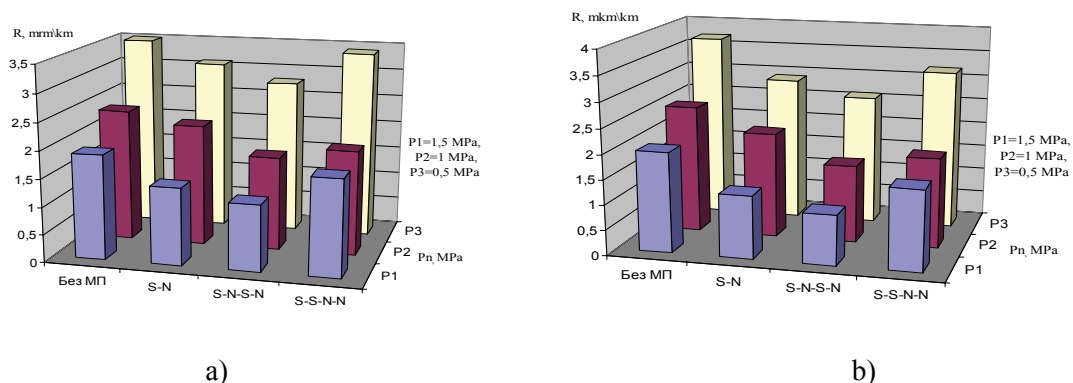 R, mrm\km
3,5
3
2,5
2
1,5
1
0,5
0
Без МП
S-N
S-N-S-N
S-S-N-N
P1
P2
P3
Pn, MPa
P1=1,5 MPa,
P2=1 MPa,
P3=0,5 MPa
a)
R, mkm\km
4
3,5
3
2,5
2
1,5
1
0,5
0
Без МП
S-N
S-N-S-N
S-S-N-N
P1
P2
P3
Pn, MPa
P1=1,5 MPa,
P2=1 MPa,
P3=0,5 MPa
b)